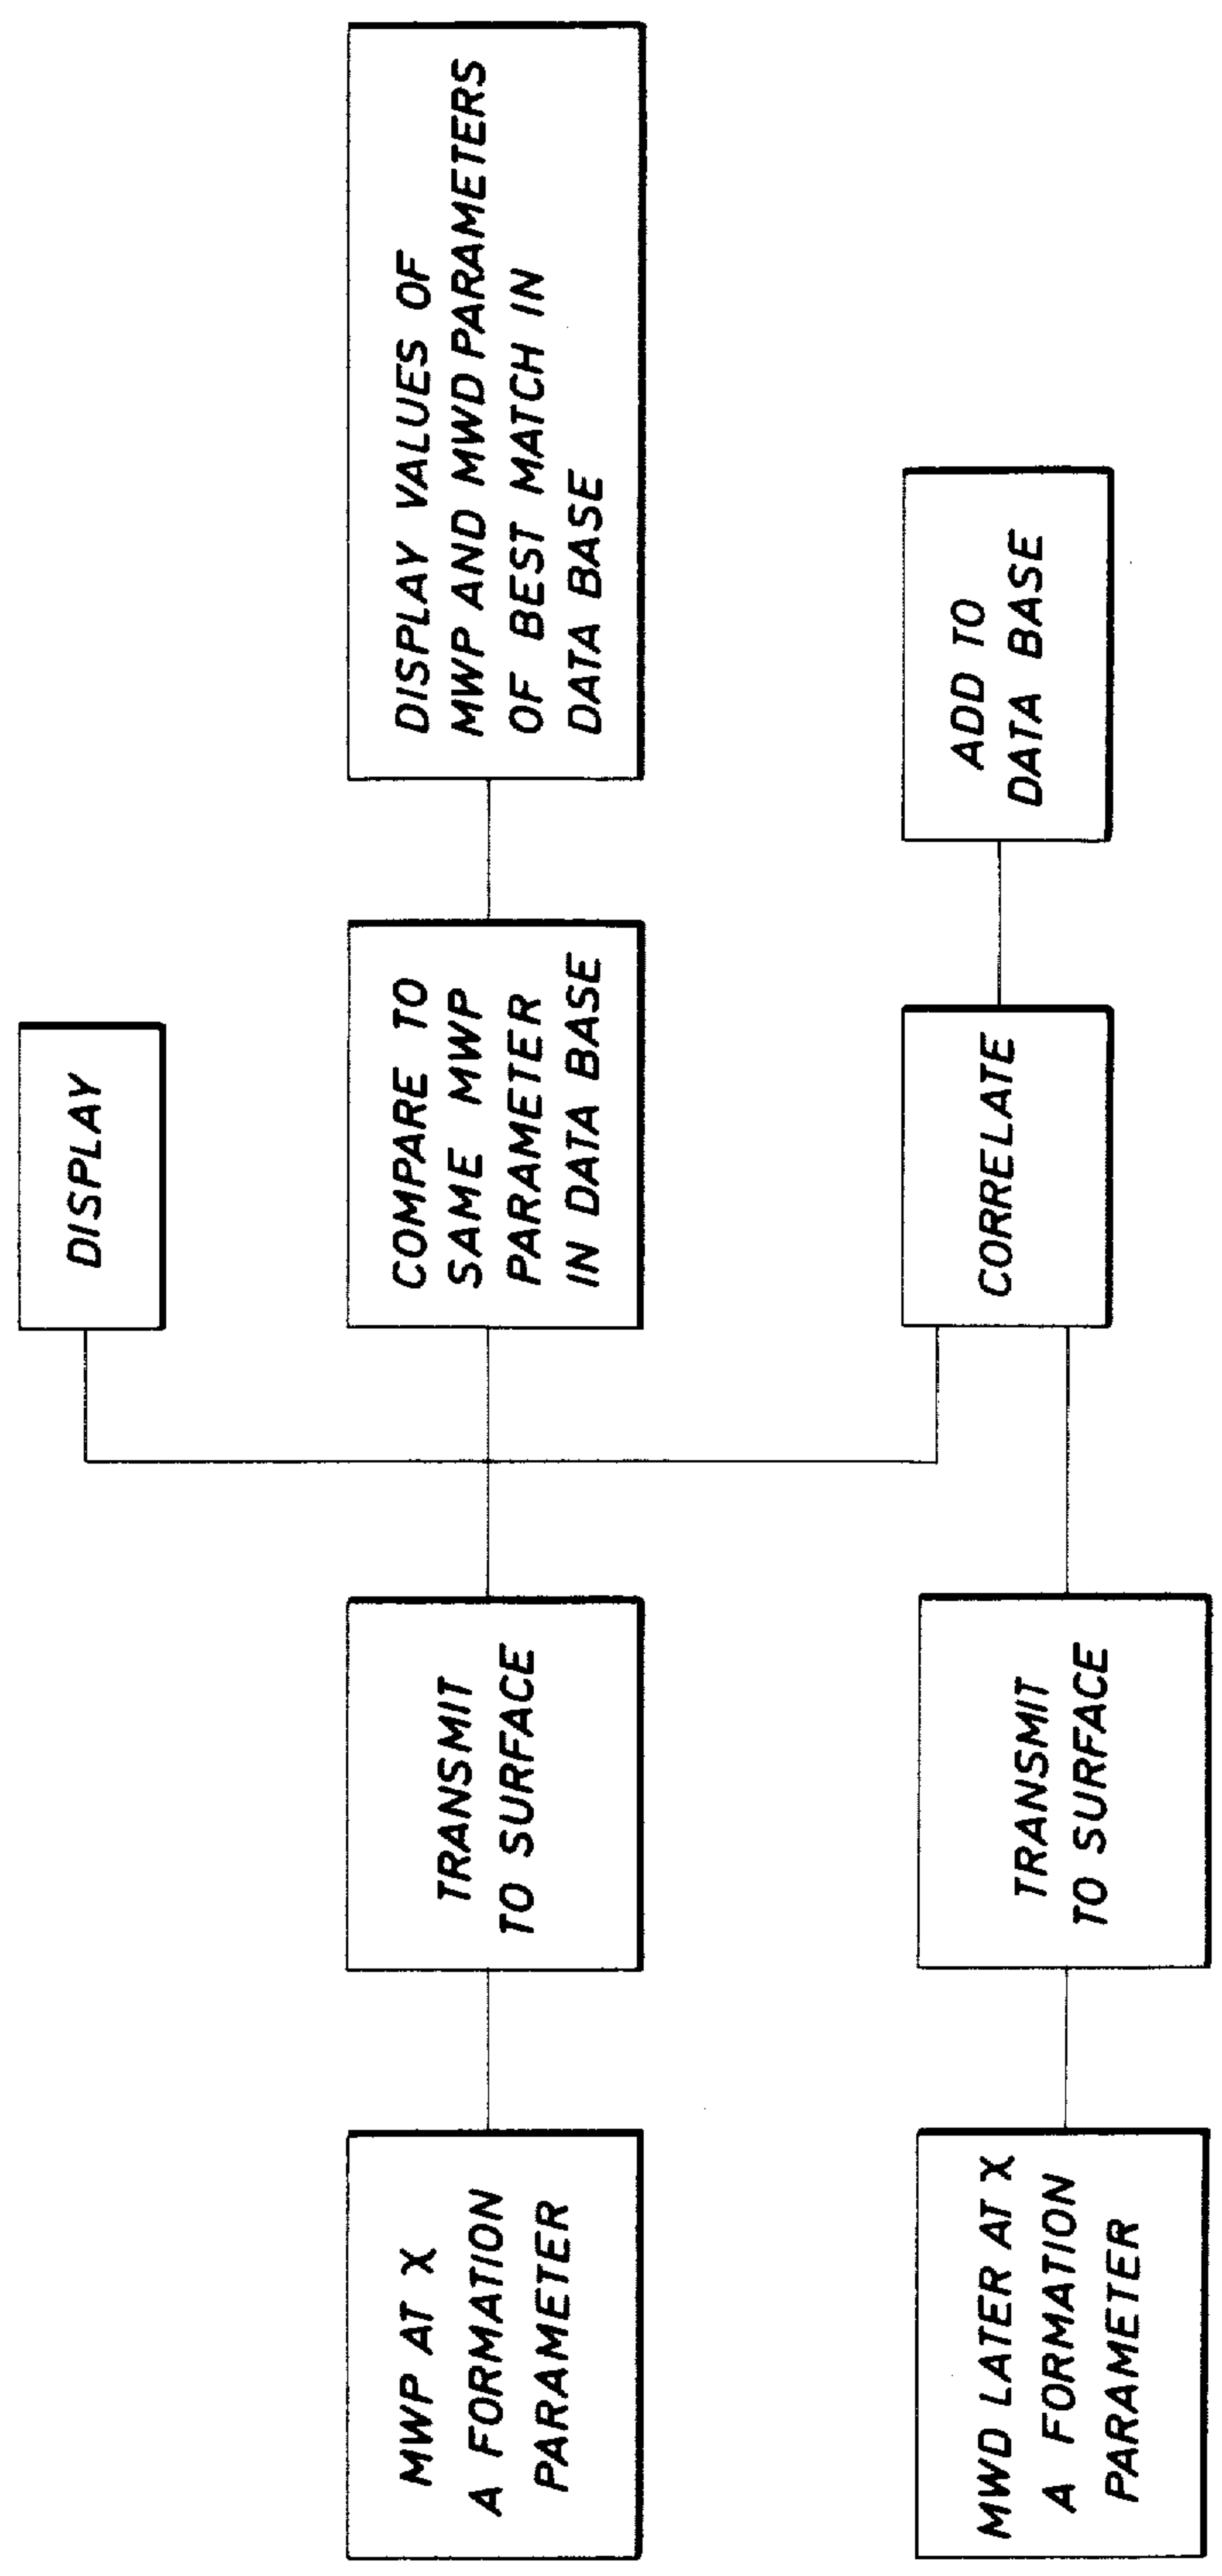 DISPLAY
MWP AT X
A FORMATION
PARAMETER
TRANSMIT
TO SURFACE
COMPARE TO
SAME MWP
PARAMETER
IN DATA BASE
DISPLAY VALUES OF
MWP AND MWD PARAMETERS
OF BEST MATCH IN
DATA BASE
MWD LATER AT X
A FORMATION
PARAMETER
TRANSMIT
TO SURFACE
CORRELATE
ADD TO
DATA BASE